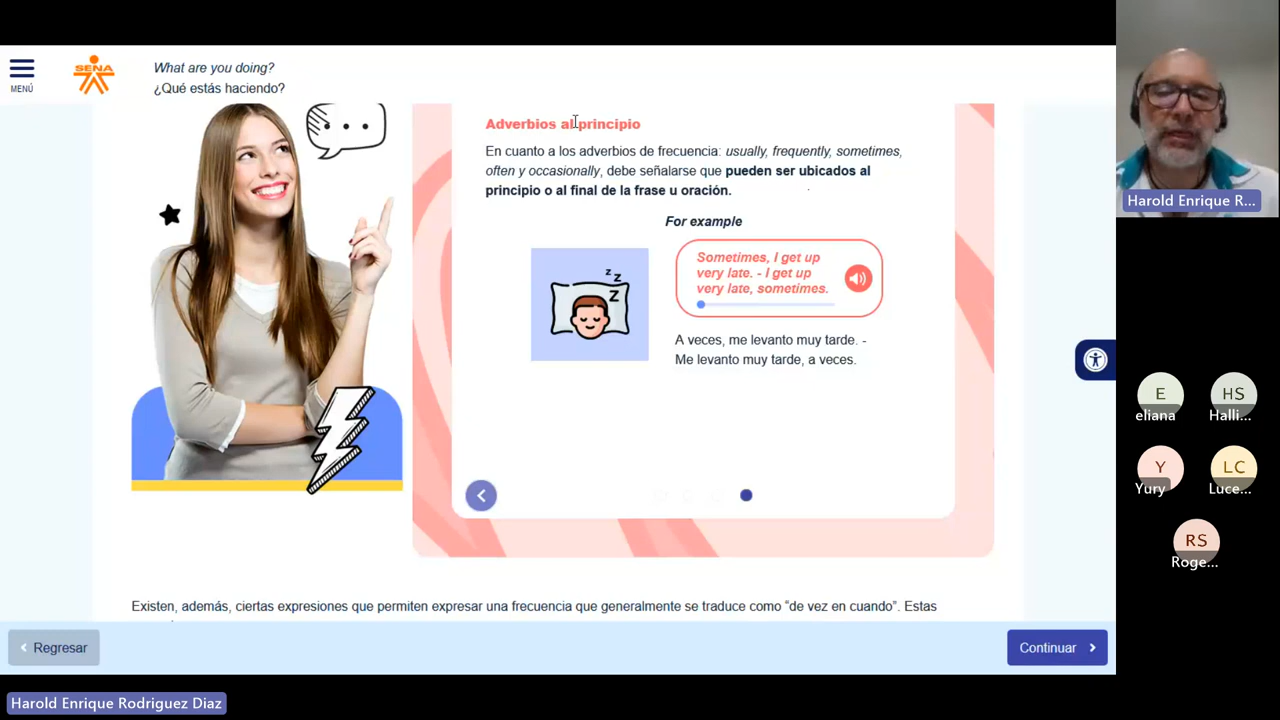 MENÚ
SENA
What are you doing?
¿Qué estás haciendo?
Adverbios al principio
En cuanto a los adverbios de frecuencia: usually, frequently, sometimes,
often y occasionally, debe señalarse que pueden ser ubicados al
principio o al final de la frase u oración.
For example
z z
Z
Sometimes, I get up
very late. - I get up
very late, sometimes.
A veces, me levanto muy tarde. -
Me levanto muy tarde, a veces.
Existen, además, ciertas expresiones que permiten expresar una frecuencia que generalmente se traduce como “de vez en cuando”. Estas
Regresar
Continuar
Harold Enrique R...
E
eliana
HS
Halli...
Y
Yury
LC
Luce...
RS
Roge...
Harold Enrique Rodriguez Diaz